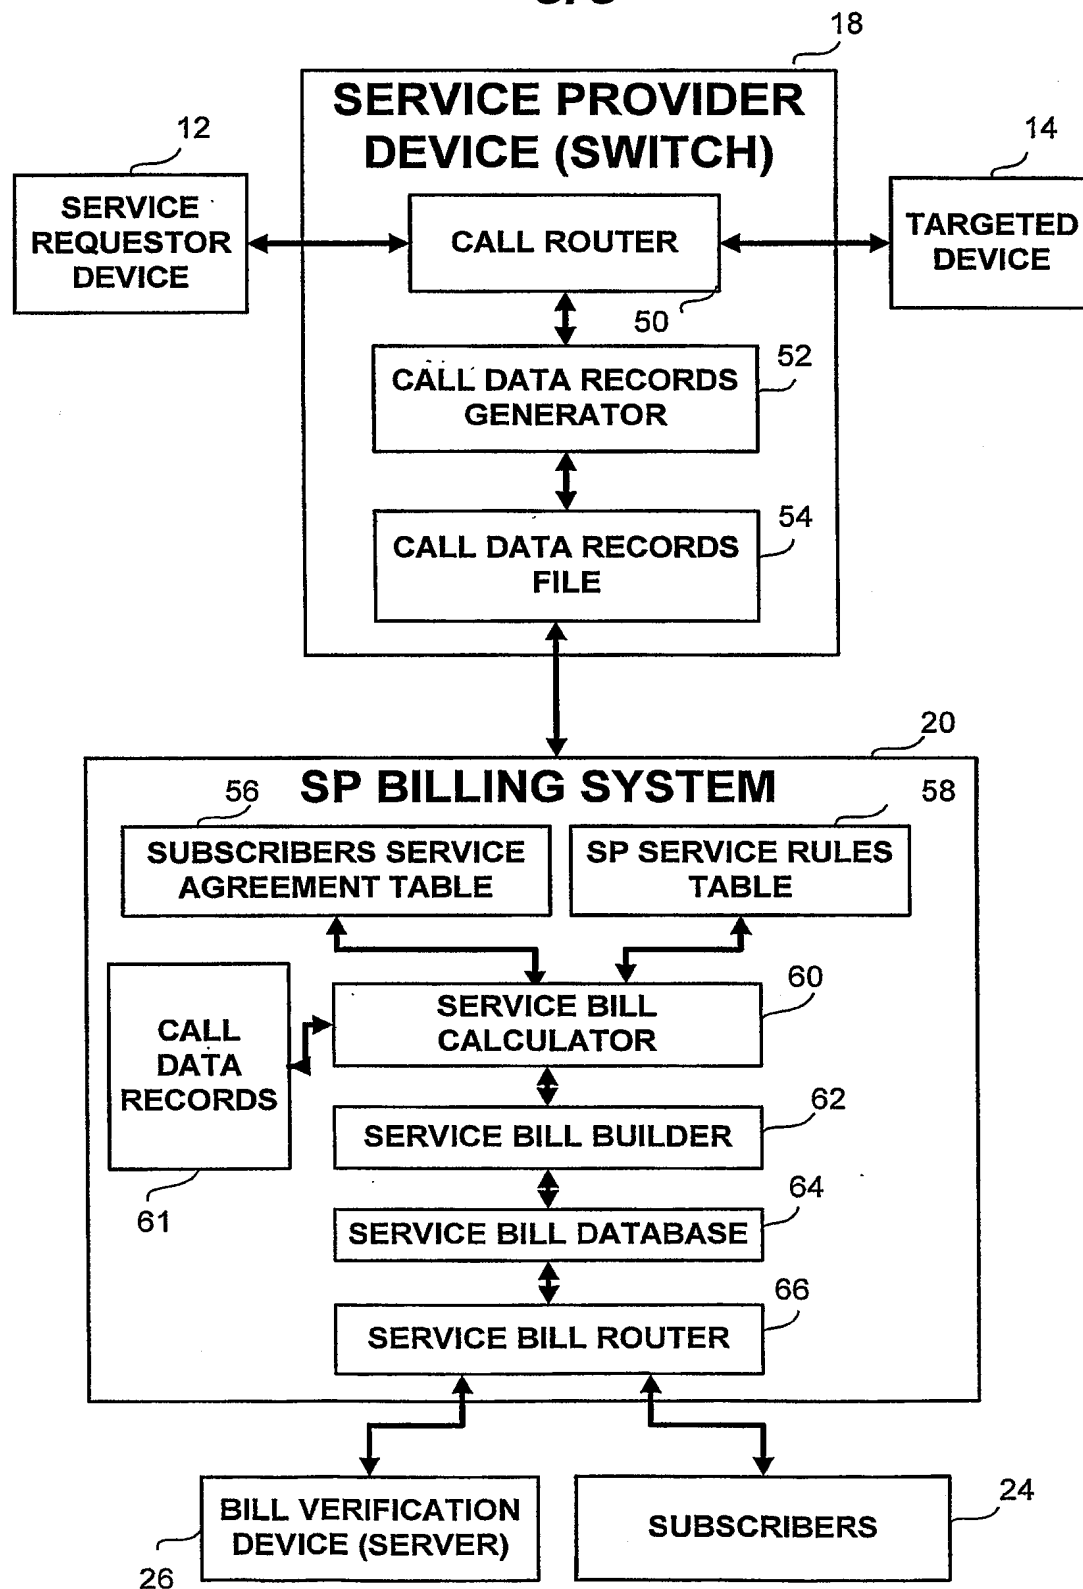 18
SERVICE PROVIDER
DEVICE (SWITCH)
12
14
SERVICE
REQUESTOR
DEVICE
CALL ROUTER
TARGETED
DEVICE
50
52
CALL DATA RECORDS
GENERATOR
54
CALL DATA RECORDS
FILE
20
SP BILLING SYSTEM
56
58
SUBSCRIBERS SERVICE
AGREEMENT TABLE
SP SERVICE RULES
TABLE
60
SERVICE BILL
CALCULATOR
CALL
DATA
RECORDS
61
62
SERVICE BILL BUILDER
64
SERVICE BILL DATABASE
66
SERVICE BILL ROUTER
BILL VERIFICATION
DEVICE (SERVER)
26
SUBSCRIBERS
24